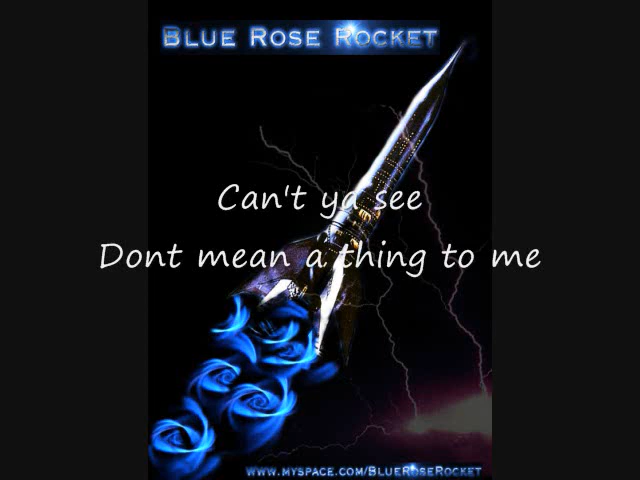 Blue Rose Rocket
Can't ya see
Dont mean a thing to me
www.myspace.com/BlueRoseRocket